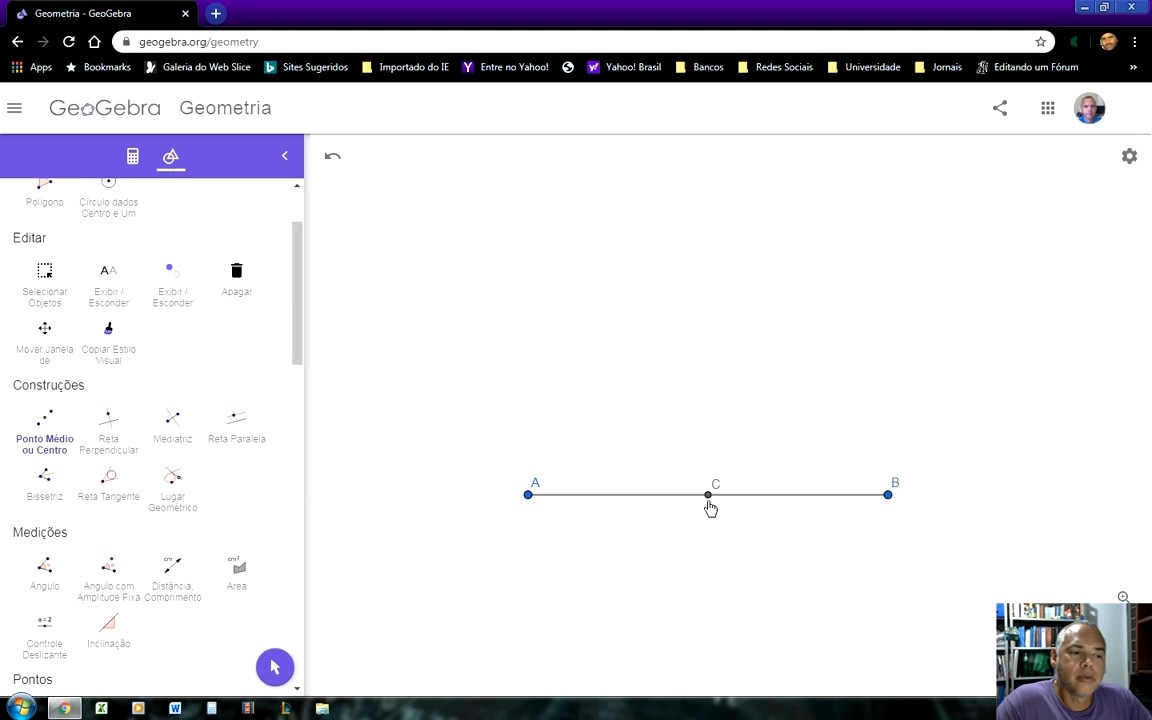 Geometria - GeoGebra
geogebra.org/geometry
Apps Bookmarks Galeria do Web Slice Sites Sugeridos Importado do IE Entre no Yahoo! Yahoo! Brasil Bancos Redes Sociais Universidade Jornais Editando um Fórum »
GeoGebra Geometria
Polígono
Círculo dados
Centro e Um
Editar
AA
Selecionar
Objetos
Exibir /
Esconder
Exibir /
Esconder
Apagar
Mover Janela
de
Copiar Estilo
Visual
Construções
Ponto Médio
ou Centro
Reta
Perpendicular
Mediatriz
Reta Paralela
Bissetriz
Reta Tangente
Lugar
Geométrico
Medições
cm
cm²
Ângulo
Ângulo com
Amplitude Fixa
Distância,
Comprimento
Área
a = 2
Controle
Deslizante
Inclinação
Pontos
A
C
B